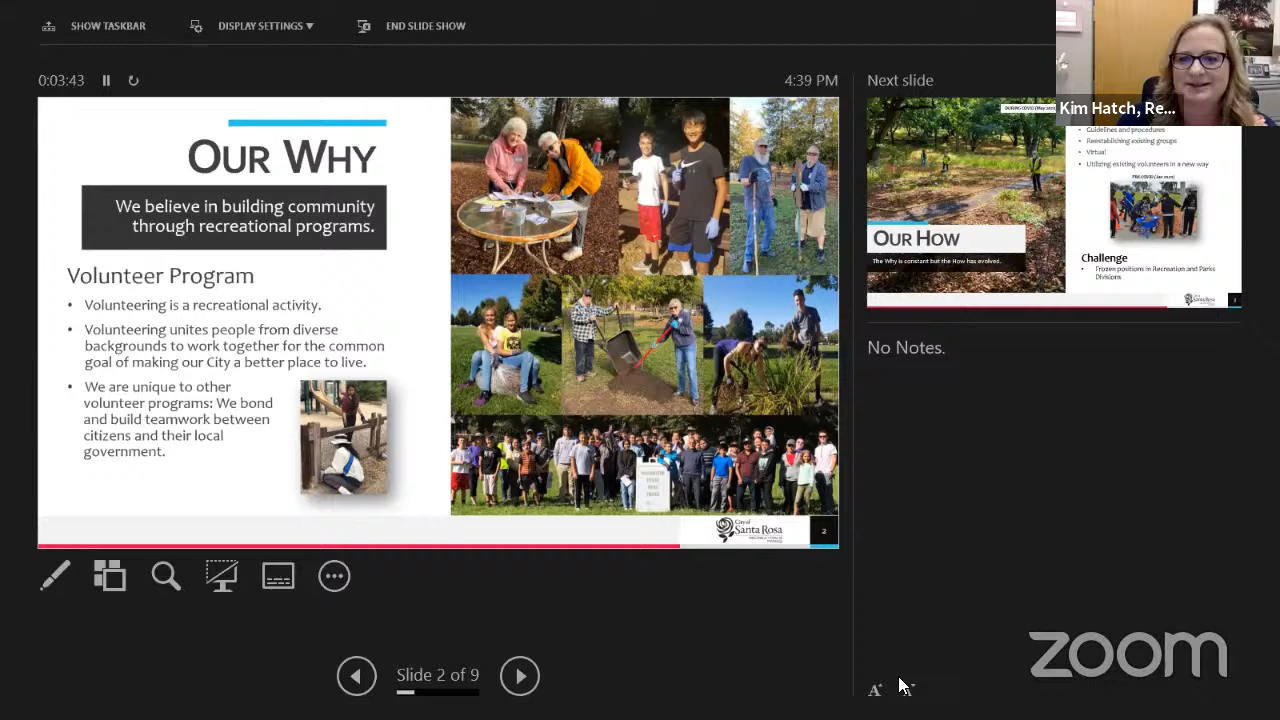 SHOW TASKBAR
DISPLAY SETTINGS ▾
END SLIDE SHOW
0:03:43
4:39 PM
OUR WHY
We believe in building community
through recreational programs.
Volunteer Program
• Volunteering is a recreational activity.
• Volunteering unites people from diverse
backgrounds to work together for the common
goal of making our City a better place to live.
• We are unique to other
volunteer programs: We bond
and build teamwork between
citizens and their local
government.
City of
Santa Rosa
2
Next slide
Kim Hatch, Re...
DURING COVID (May 2021)
• Guidelines and procedures
• Reestablishing existing groups
• Virtual
• Utilizing existing volunteers in a new way
OUR HOW
The Why is constant but the How has evolved.
Challenge
• Frozen positions in Recreation and Parks
Divisions
Santa Rosa
No Notes.
Slide 2 of 9
A A
zoom